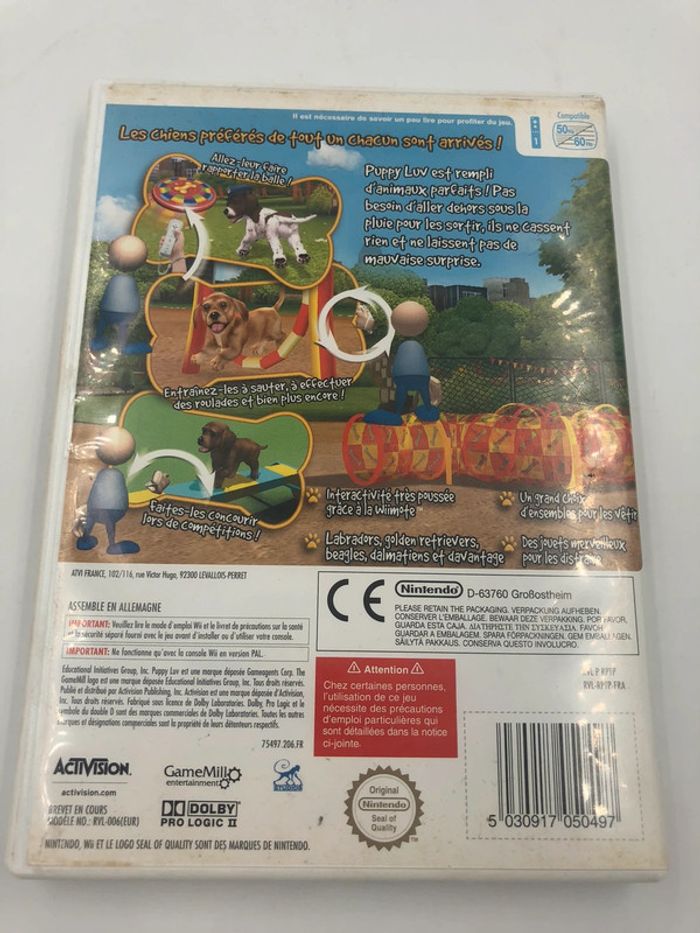 Il est nécessaire de savoir un peu lire pour profiter du jeu.
Compatible
50Hz
60Hz
1
Les chiens préférés de tout un chacun sont arrivés !
Allez-leur faire
rapporter la balle !
Puppy Luv est rempli
d'animaux parfaits ! Pas
besoin d'aller dehors sous la
pluie pour les sortir, ils ne cassent
rien et ne laissent pas de
mauvaise surprise.
Entraînez-les à sauter, à effectuer
des roulades et bien plus encore !
Faites-les concourir
lors de compétitions !
Interactivité très poussée
grâce à la Wiimote™
Un grand choix
d'ensembles pour les vêtir
Labradors, golden retrievers,
beagles, dalmatiens et davantage
Des jouets merveilleux
pour les distraire
ATVI FRANCE, 102/116, rue Victor Hugo, 92300 LEVALLOIS-PERRET
ASSEMBLE EN ALLEMAGNE
IMPORTANT: Veuillez lire le mode d'emploi Wii et le livret de précautions sur la santé
et la sécurité séparé fourni avec le jeu avant d'installer ou d'utiliser votre console.
IMPORTANT: Ne fonctionne qu'avec la console Wii en version PAL.
CE
Nintendo®
D-63760 Großostheim
PLEASE RETAIN THE PACKAGING. VERPACKUNG AUFHEBEN.
CONSERVER L'EMBALLAGE. BEWAAR DEZE VERPAKKING. POR FAVOR,
GUARDA ESTA CAJA. ΔΙΑΤΗΡΗΣΤΕ ΤΗΝ ΣΥΣΚΕΥΑΣΙΑ. FAVOR
GUARDAR A EMBALAGEM. SPARA FÖRPACKNINGEN. GEM EMBALLAGEN.
SÄILYTÄ PAKKAUS. CONSERVA QUESTO INVOLUCRO.
Educational Initiatives Group, Inc. Puppy Luv est une marque déposée Gameagents Corp. The
GameMill logo est une marque déposée Educational Initiatives Group, Inc. Tous droits réservés.
Publié et distribué par Activision Publishing, Inc. Activision est une marque déposée d'Activision,
Inc. Tous droits réservés. Fabriqué sous licence de Dolby Laboratories. Dolby, Pro Logic et le
symbole du double D sont des marques commerciales de Dolby Laboratories. Toutes les autres
marques et désignations commerciales sont la propriété de leurs détenteurs respectifs.
75497.206.FR
Attention
Chez certaines personnes,
l'utilisation de ce jeu
nécessite des précautions
d'emploi particulières qui
sont détaillées dans la notice
ci-jointe.
RVL-RP7P-FRA
ACTIVISION.
activision.com
GameMill
entertainment
STUDIOS
DOLBY
PRO LOGIC II
BREVET EN COURS
MODÈLE NO.: RVL-006(EUR)
Original
Nintendo
Seal of
Quality
TM
5 030917 050497
NINTENDO, Wii ET LE LOGO SEAL OF QUALITY SONT DES MARQUES DE NINTENDO.